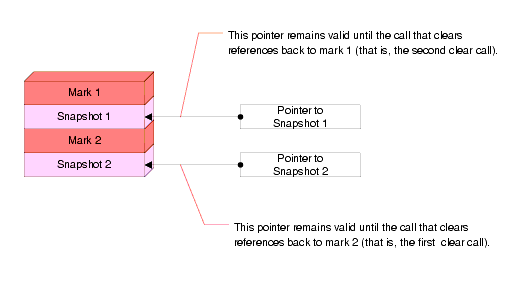 This pointer remains valid until the call that clears
references back to mark 1 (that is, the second clear call).
Mark 1
Snapshot 1
Pointer to
Snapshot 1
Mark 2
Snapshot 2
Pointer to
Snapshot 2
This pointer remains valid until the call that clears
references back to mark 2 (that is, the first clear call).